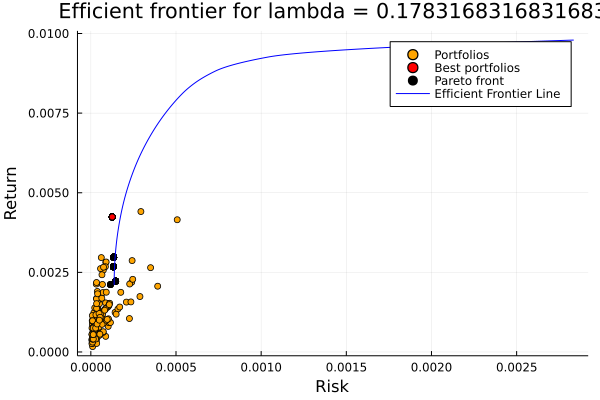 Efficient frontier for lambda = 0.1783168316831683
0.0100
0.0075
0.0050
0.0025
0.0000
Return
Portfolios
Best portfolios
Pareto front
Efficient Frontier Line
0.0000
0.0005
0.0010
0.0015
0.0020
0.0025
Risk